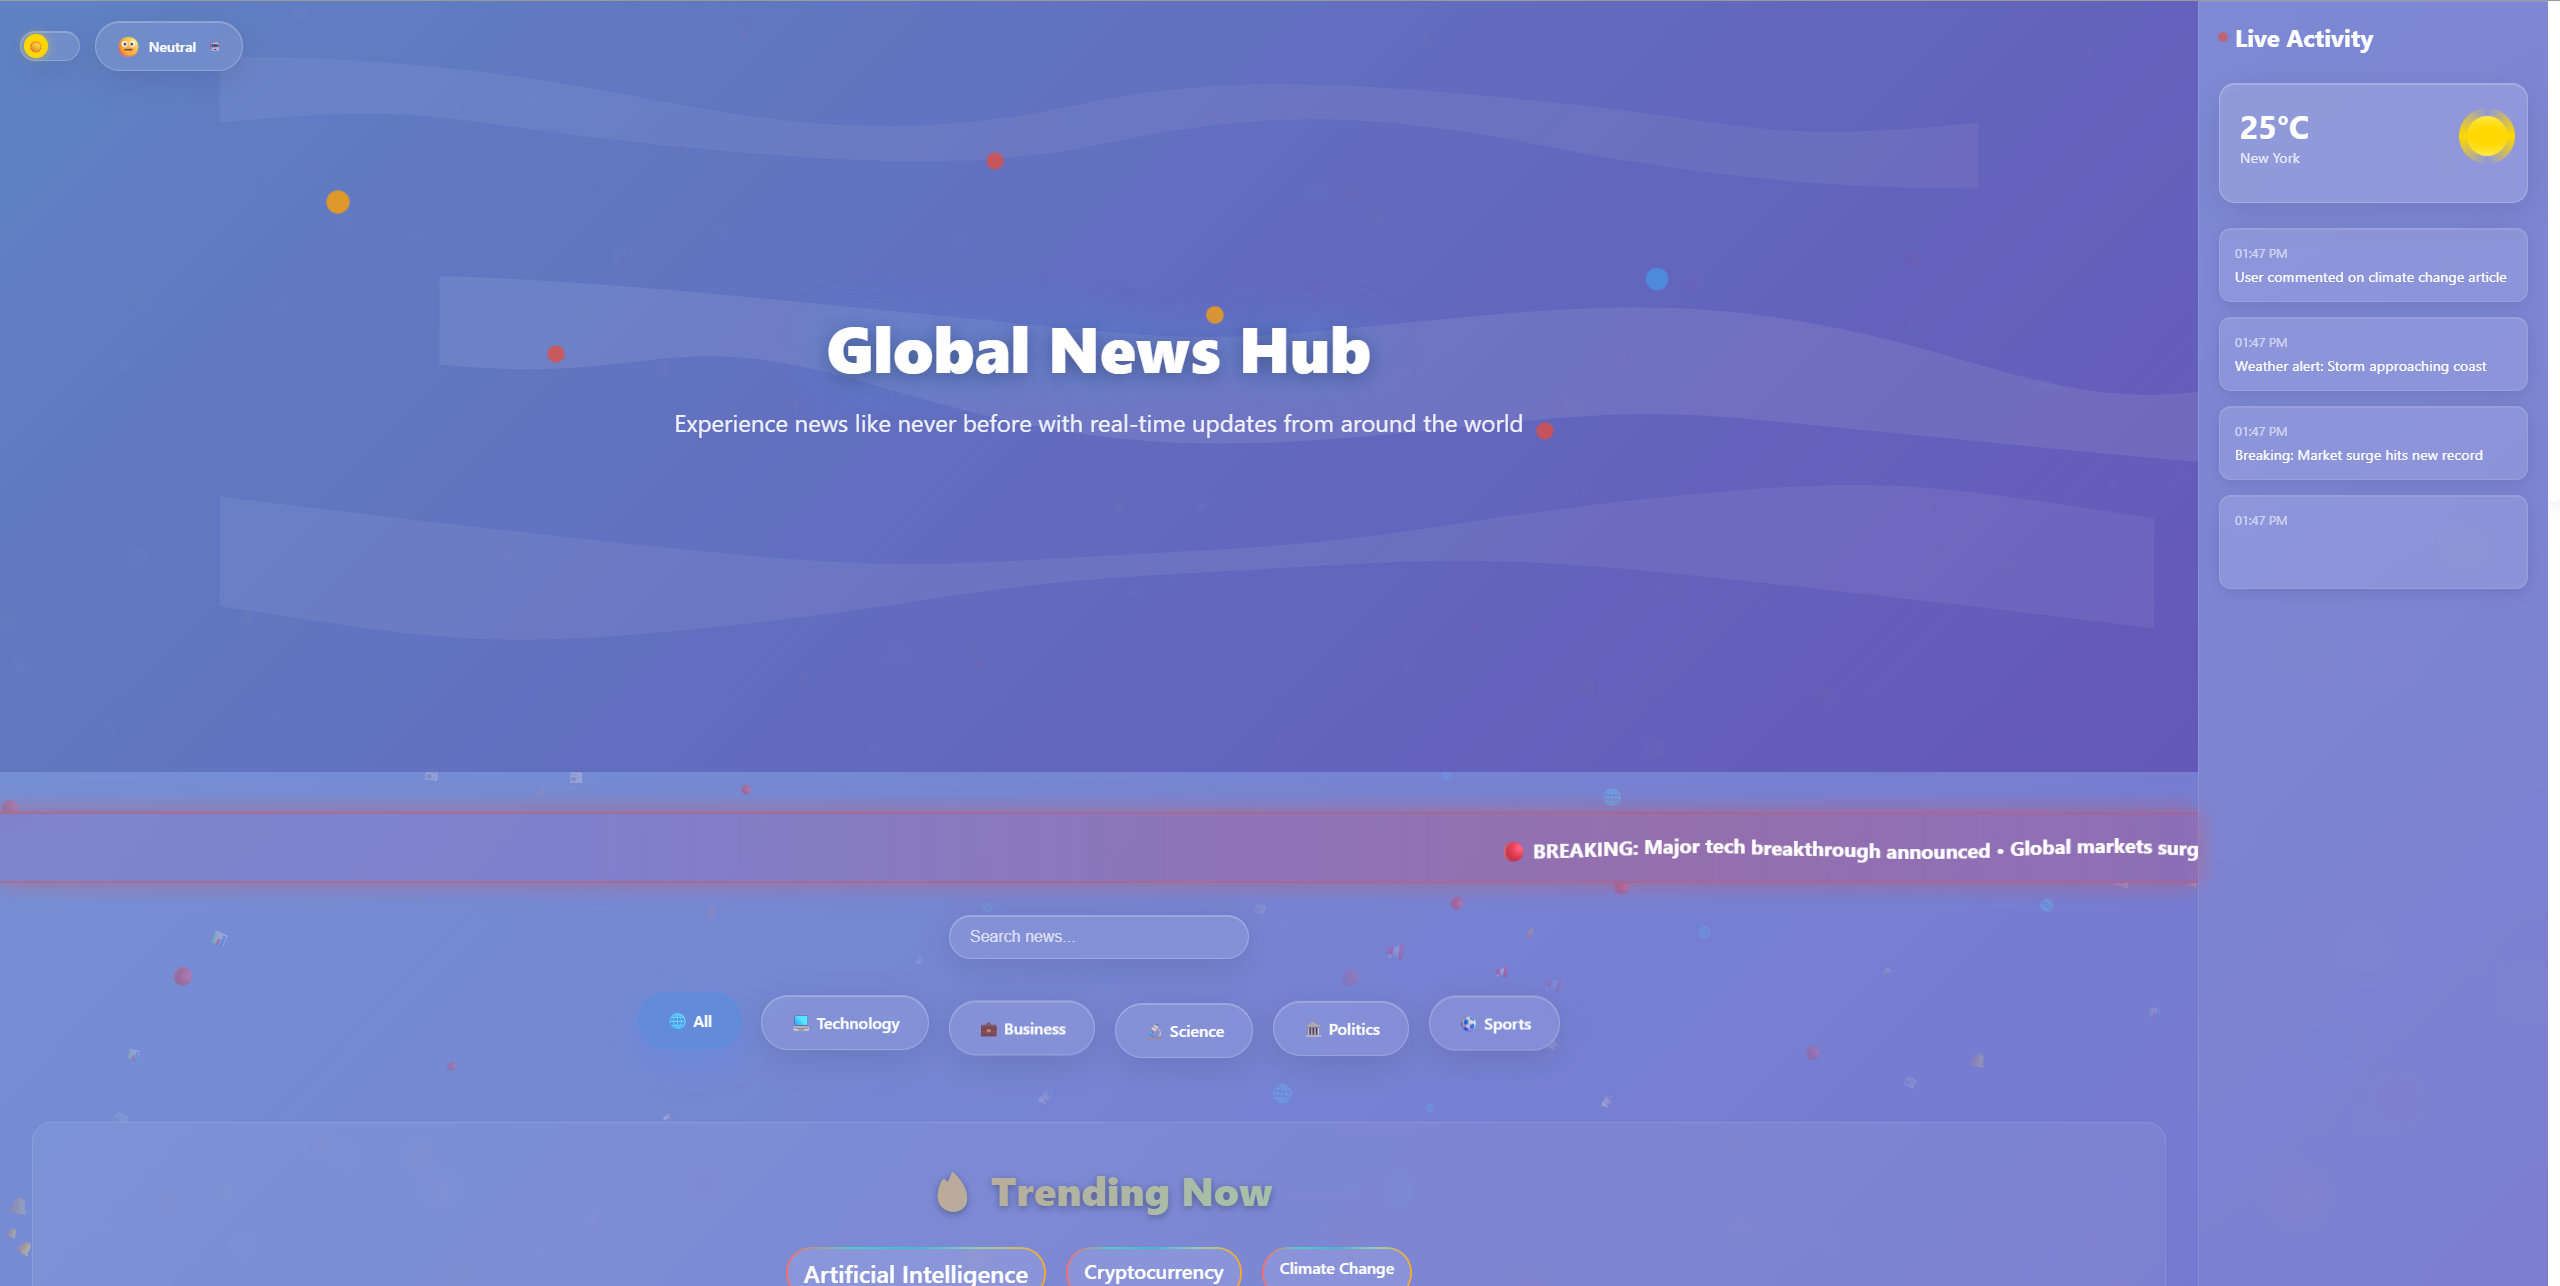 Neutral
Global News Hub
Experience news like never before with real-time updates from around the world
BREAKING: Major tech breakthrough announced • Global markets surg
Search news...
All
Technology
Business
Science
Politics
Sports
Trending Now
Artificial Intelligence
Cryptocurrency
Climate Change
Live Activity
25°C
New York
01:47 PM
User commented on climate change article
01:47 PM
Weather alert: Storm approaching coast
01:47 PM
Breaking: Market surge hits new record
01:47 PM